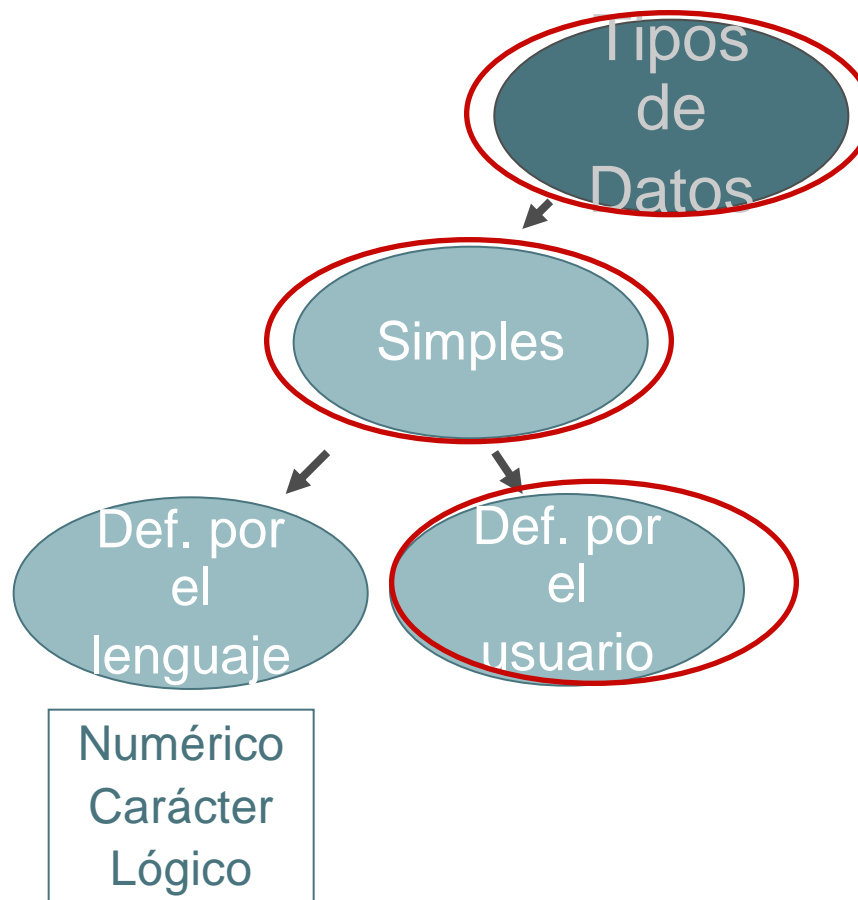 Tipos
de
Datos
Simples
Def. por
el
lenguaje
Def. por
el
usuario
Numérico
Carácter
Lógico